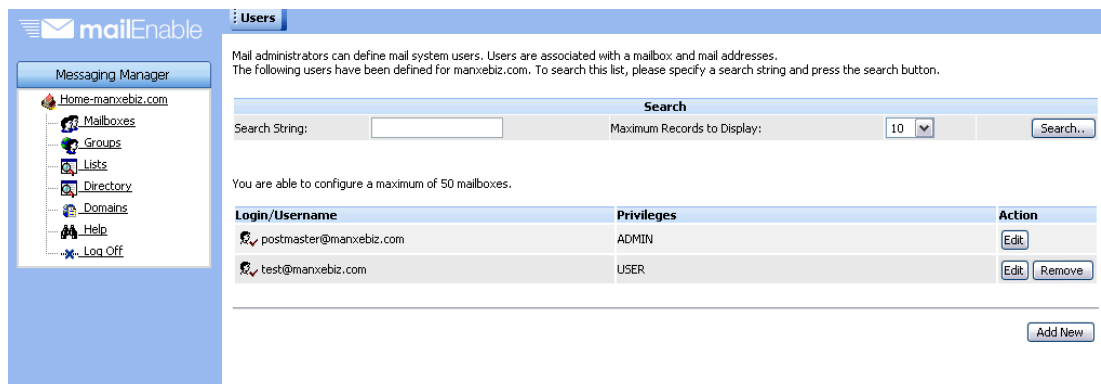 mailEnable
Users
Messaging Manager
Home-manxebiz.com
Mailboxes
Groups
Lists
Directory
Domains
Help
Log Off
Mail administrators can define mail system users. Users are associated with a mailbox and mail addresses.
The following users have been defined for manxebiz.com. To search this list, please specify a search string and press the search button.
Search
Search String: Maximum Records to Display: 10 Search..
You are able to configure a maximum of 50 mailboxes.
Login/Username Privileges Action
postmaster@manxebiz.com ADMIN Edit
test@manxebiz.com USER Edit Remove
Add New